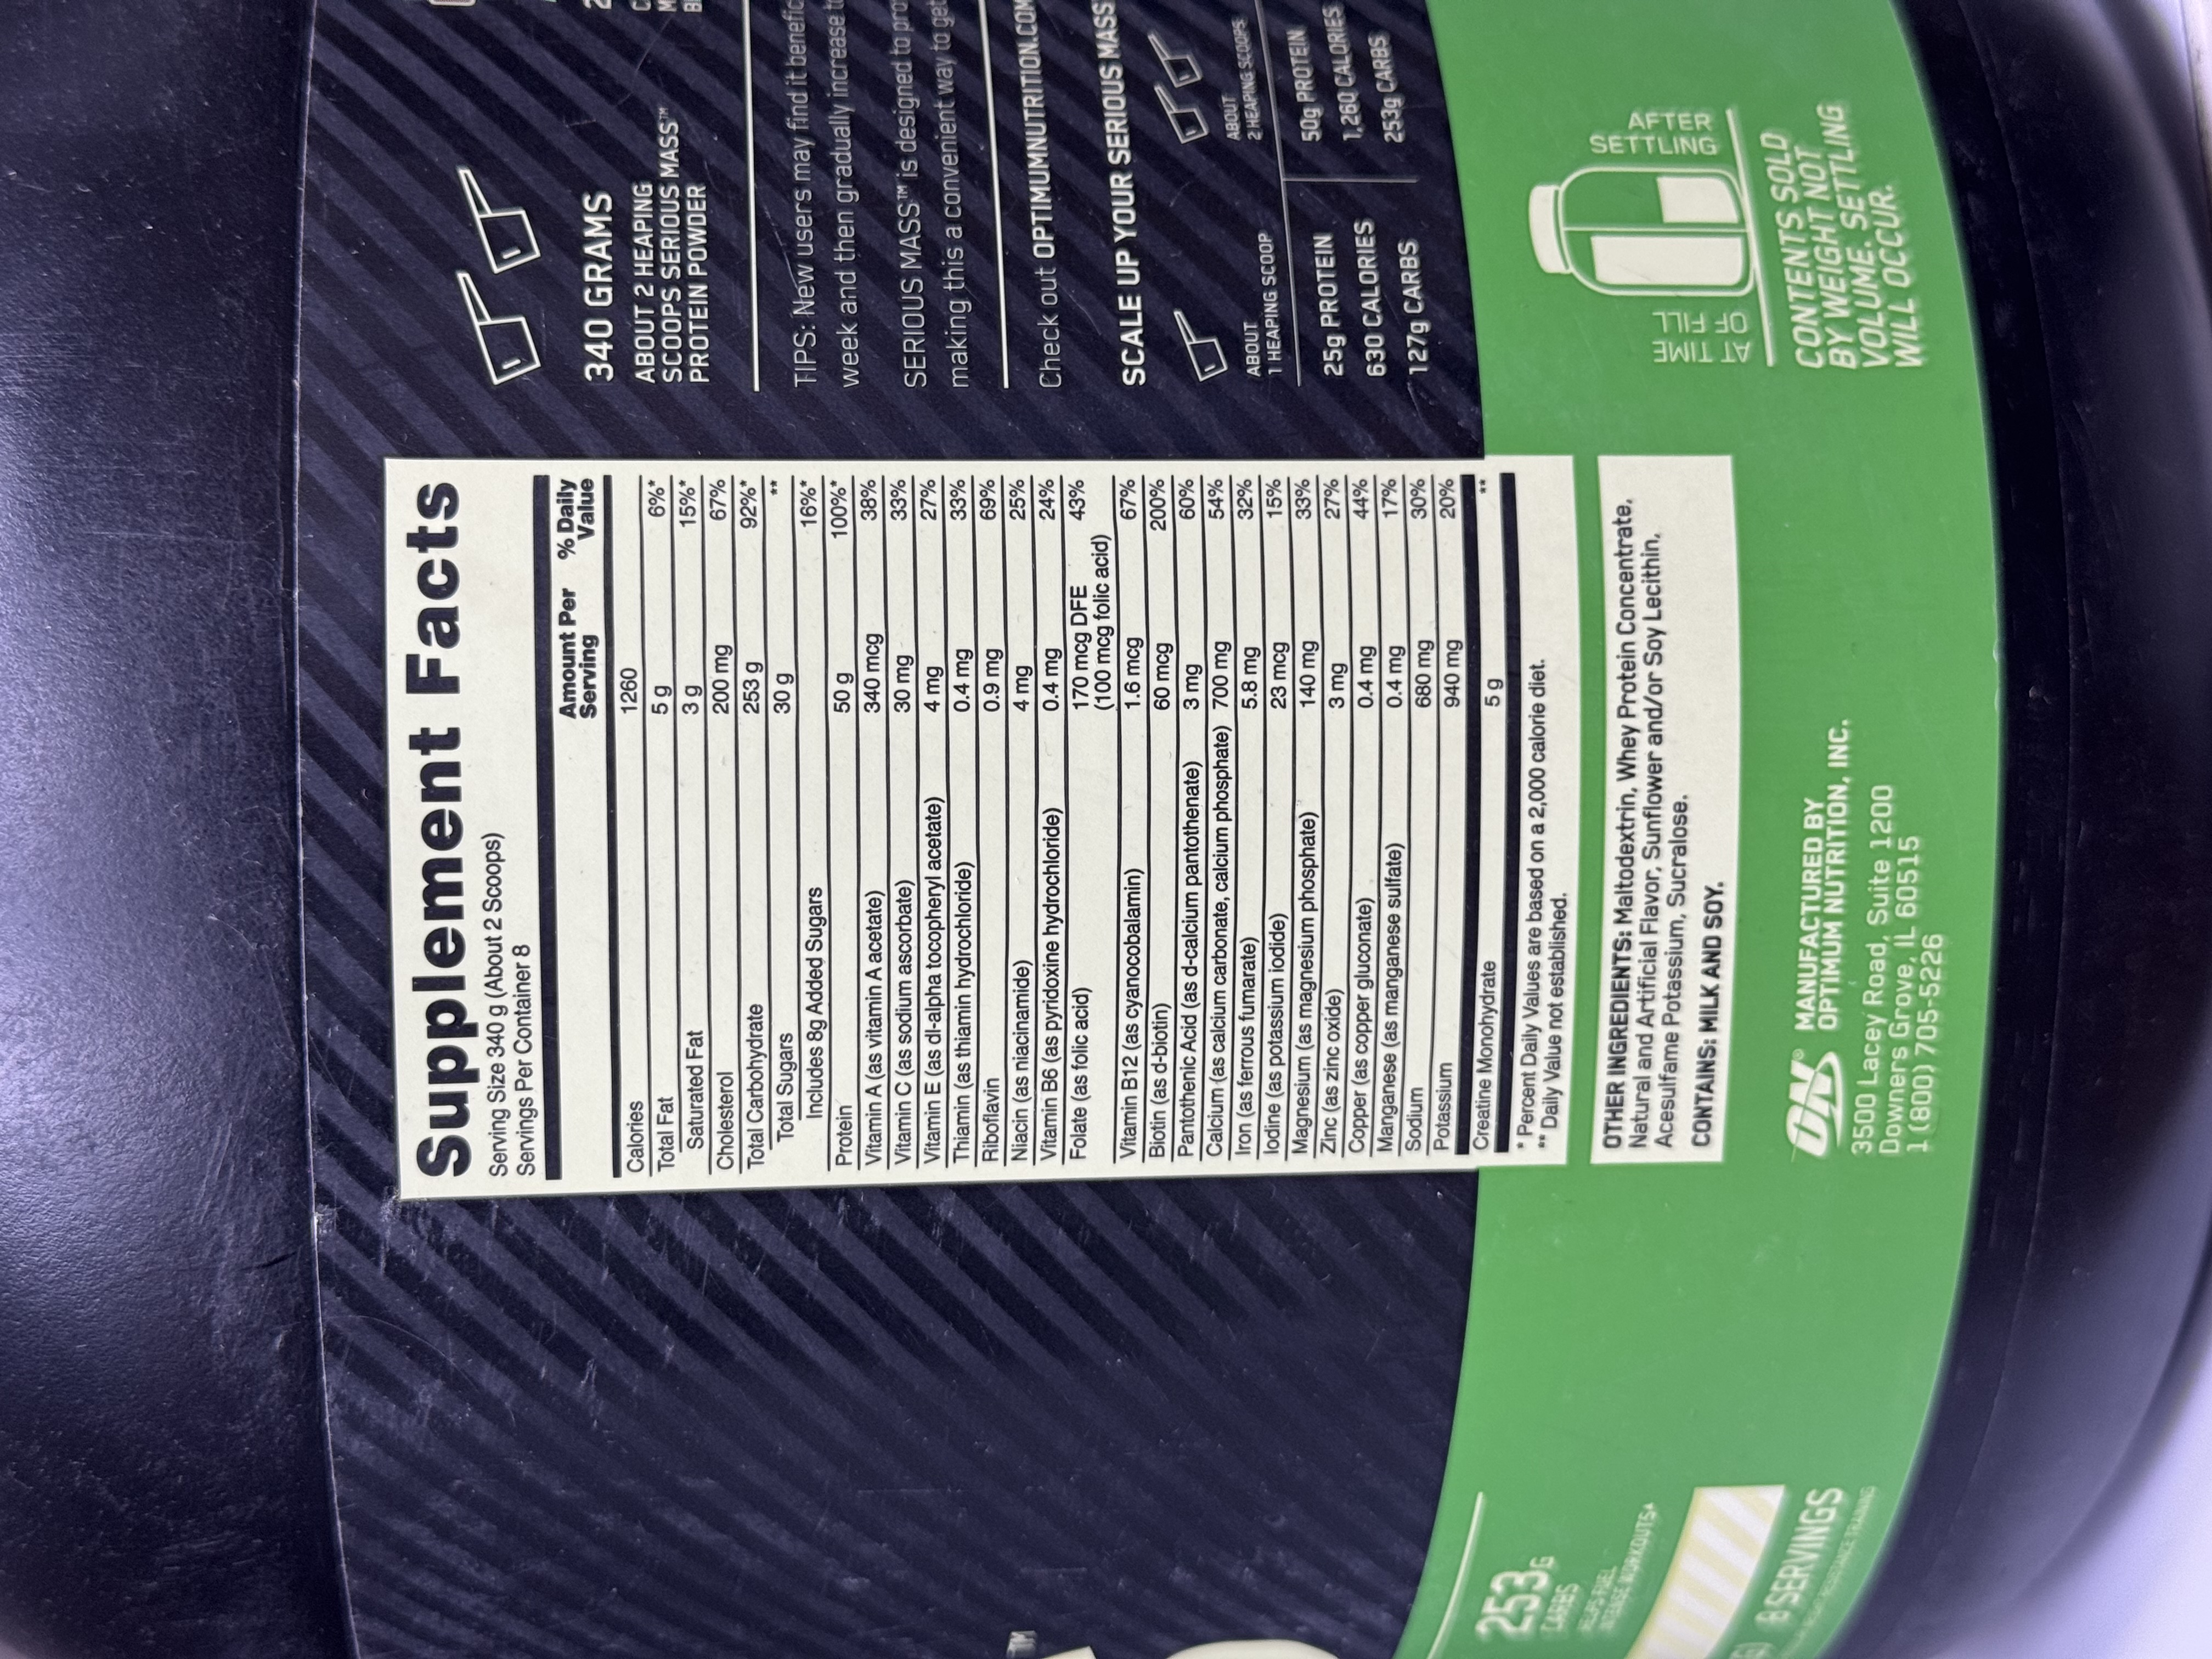 Supplement Facts
Serving Size 340 g (About 2 Scoops)
Servings Per Container 8
Amount Per Serving % Daily Value
Calories 1260
Total Fat 5 g 6%*
Saturated Fat 3 g 15%*
Cholesterol 200 mg 67%
Total Carbohydrate 253 g 92%*
Total Sugars 30 g **
Includes 8g Added Sugars 16%*
Protein 50 g 100%*
Vitamin A (as vitamin A acetate) 340 mcg 38%
Vitamin C (as sodium ascorbate) 30 mg 33%
Vitamin E (as dl-alpha tocopheryl acetate) 4 mg 27%
Thiamin (as thiamin hydrochloride) 0.4 mg 33%
Riboflavin 0.9 mg 69%
Niacin (as niacinamide) 4 mg 25%
Vitamin B6 (as pyridoxine hydrochloride) 0.4 mg 24%
Folate (as folic acid) 170 mcg DFE 43%
(100 mcg folic acid)
Vitamin B12 (as cyanocobalamin) 1.6 mcg 67%
Biotin (as d-biotin) 60 mcg 200%
Pantothenic Acid (as d-calcium pantothenate) 3 mg 60%
Calcium (as calcium carbonate, calcium phosphate) 700 mg 54%
Iron (as ferrous fumarate) 5.8 mg 32%
Iodine (as potassium iodide) 23 mcg 15%
Magnesium (as magnesium phosphate) 140 mg 33%
Zinc (as zinc oxide) 3 mg 27%
Copper (as copper gluconate) 0.4 mg 44%
Manganese (as manganese sulfate) 0.4 mg 17%
Sodium 680 mg 30%
Potassium 940 mg 20%
Creatine Monohydrate 5 g **
* Percent Daily Values are based on a 2,000 calorie diet.
** Daily Value not established.
OTHER INGREDIENTS: Maltodextrin, Whey Protein Concentrate,
Natural and Artificial Flavor, Sunflower and/or Soy Lecithin,
Acesulfame Potassium, Sucralose.
CONTAINS: MILK AND SOY.
ON® MANUFACTURED BY
OPTIMUM NUTRITION, INC.
3500 Lacey Road, Suite 1200
Downers Grove, IL 60515
1 (800) 705-5226
340 GRAMS
ABOUT 2 HEAPING
SCOOPS SERIOUS MASS™
PROTEIN POWDER
TIPS: New users may find it
week and then gradually increase
SERIOUS MASS™ is designed to
making this a convenient way to
Check out OPTIMUMNUTRITION.COM
SCALE UP YOUR SERIOUS MASS
ABOUT
1 HEAPING SCOOP
25g PROTEIN
630 CALORIES
127g CARBS
ABOUT
2 HEAPING SCOOPS
50g PROTEIN
1,260 CALORIES
253g CARBS
AT TIME
OF FILL
AFTER
SETTLING
CONTENTS SOLD
BY WEIGHT NOT
VOLUME. SETTLING
WILL OCCUR.
253G
CARBS
HELPS FUEL
INTENSE WORKOUTS
8 SERVINGS
TM